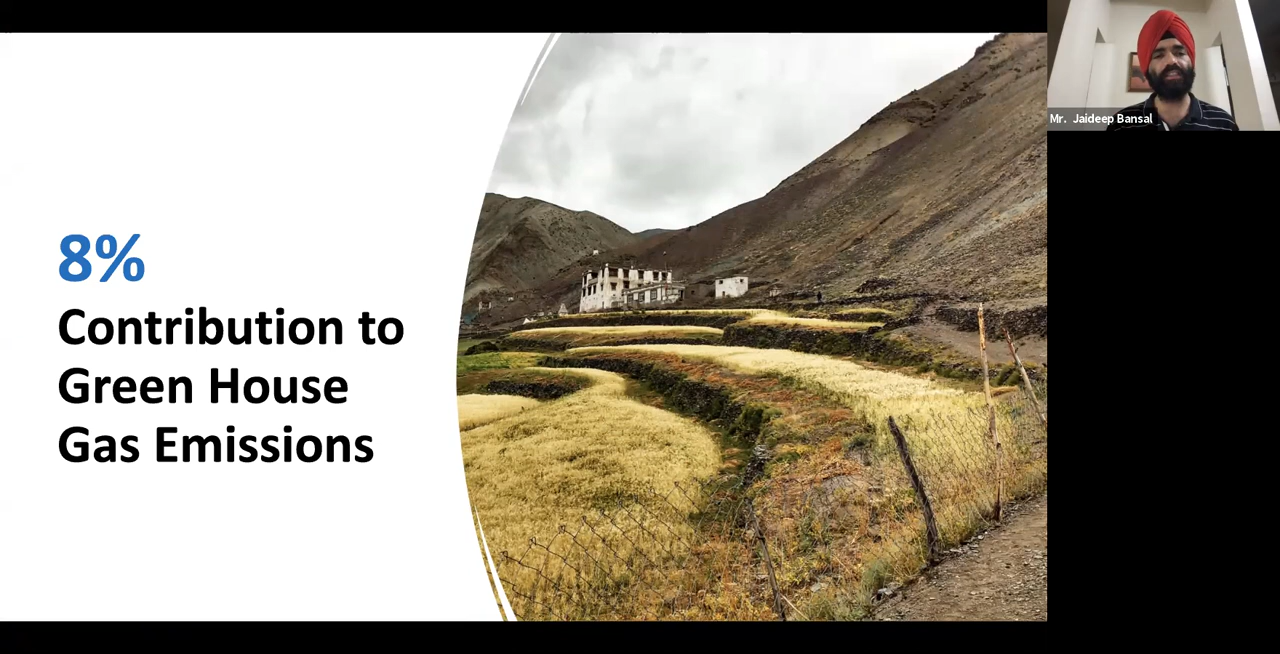 8%
Contribution to
Green House
Gas Emissions
Mr. Jaideep Bansal